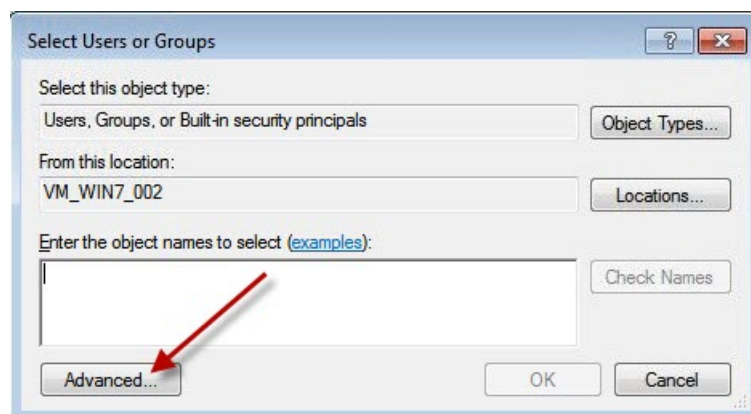 Select Users or Groups
Select this object type:
Users, Groups, or Built-in security principals
Object Types...
From this location:
VM_WIN7_002
Locations...
Enter the object names to select (examples):
Check Names
Advanced...
OK
Cancel